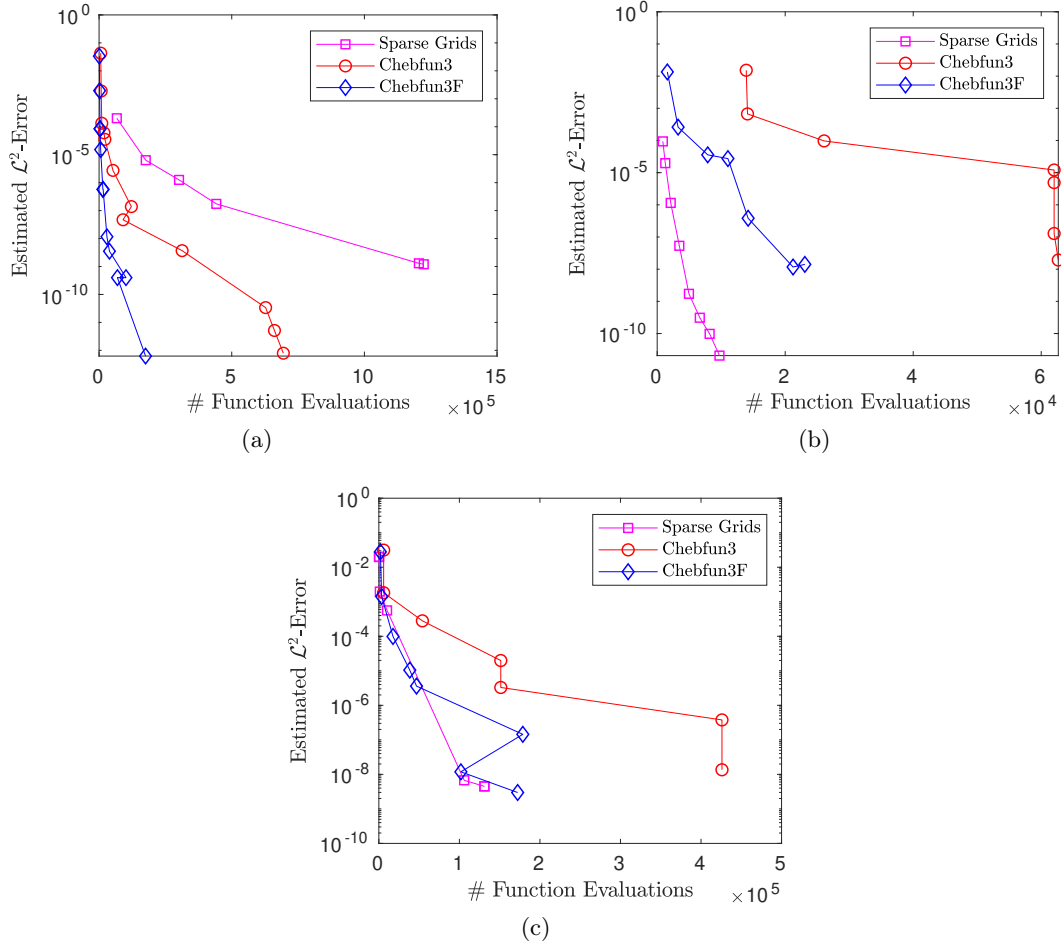 10^0
10^-5
10^-10
Estimated L^2-Error
Sparse Grids
Chebfun3
Chebfun3F
0 5 10 15
# Function Evaluations ×10^5
(a)
10^0
10^-5
10^-10
Estimated L^2-Error
Sparse Grids
Chebfun3
Chebfun3F
0 2 4 6
# Function Evaluations ×10^4
(b)
10^0
10^-2
10^-4
10^-6
10^-8
10^-10
Estimated L^2-Error
Sparse Grids
Chebfun3
Chebfun3F
0 1 2 3 4 5
# Function Evaluations ×10^5
(c)